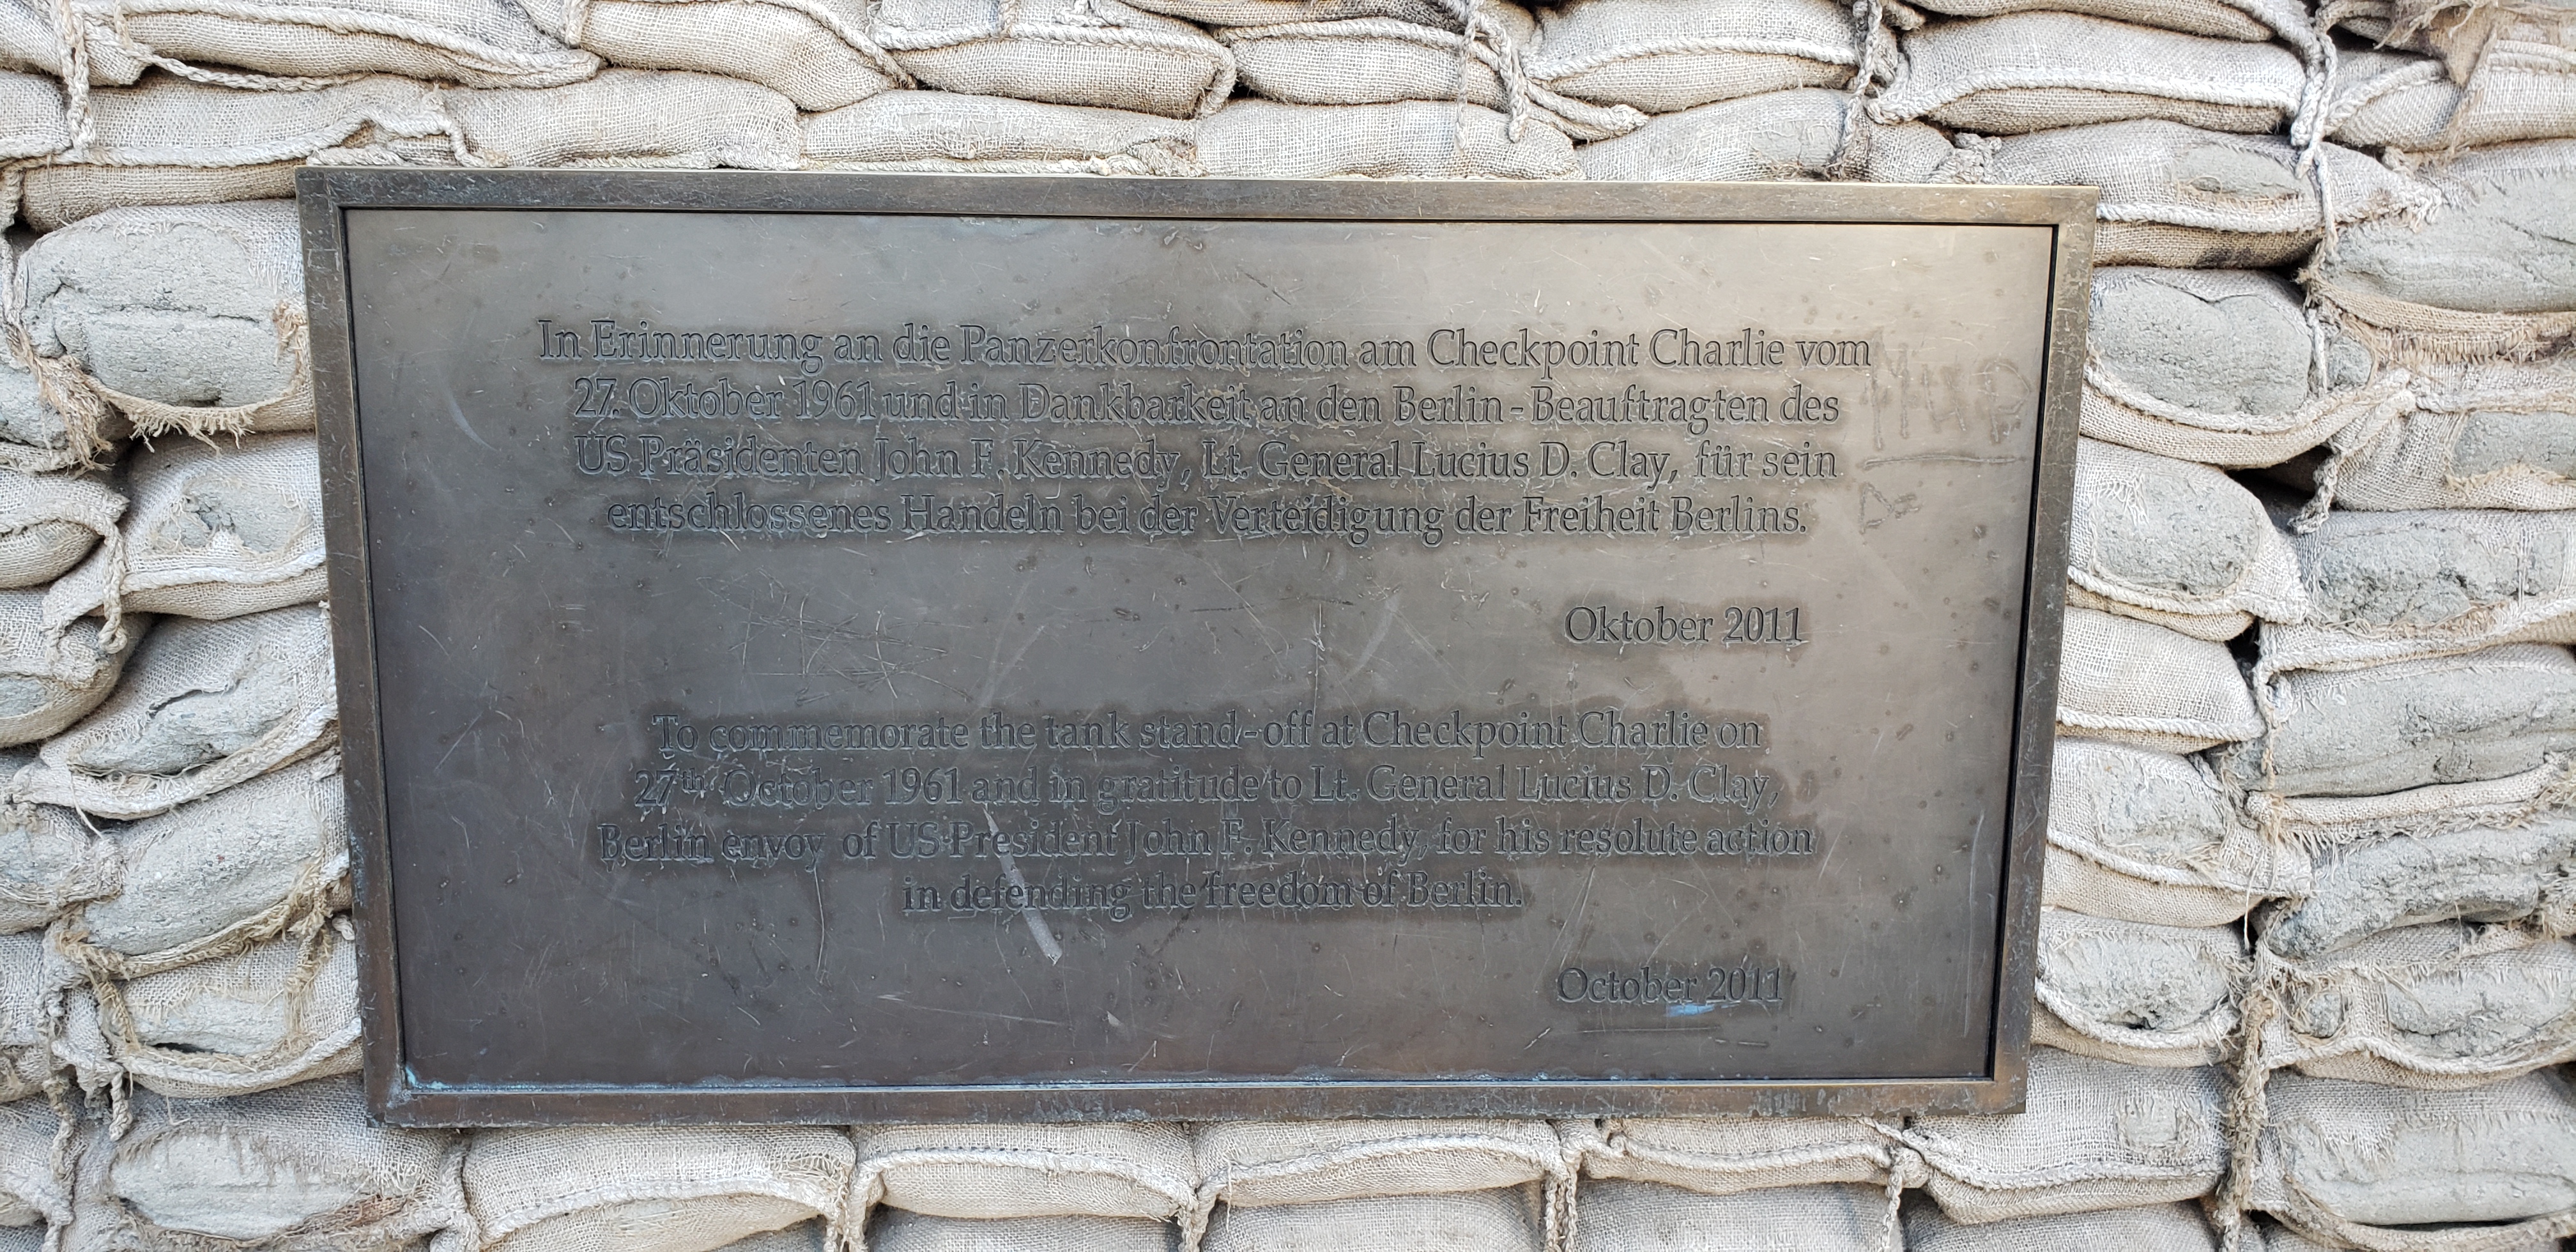 In Erinnerung an die Panzerkonfrontation am Checkpoint Charlie vom
27. Oktober 1961 und in Dankbarkeit an den Berlin-Beauftragten des
US Präsidenten John F. Kennedy, Lt. General Lucius D. Clay, für sein
entschlossenes Handeln bei der Verteidigung der Freiheit Berlins.
Oktober 2011
To commemorate the tank stand-off at Checkpoint Charlie on
27th October 1961 and in gratitude to Lt. General Lucius D. Clay,
Berlin envoy of US President John F. Kennedy, for his resolute action
in defending the freedom of Berlin.
October 2011